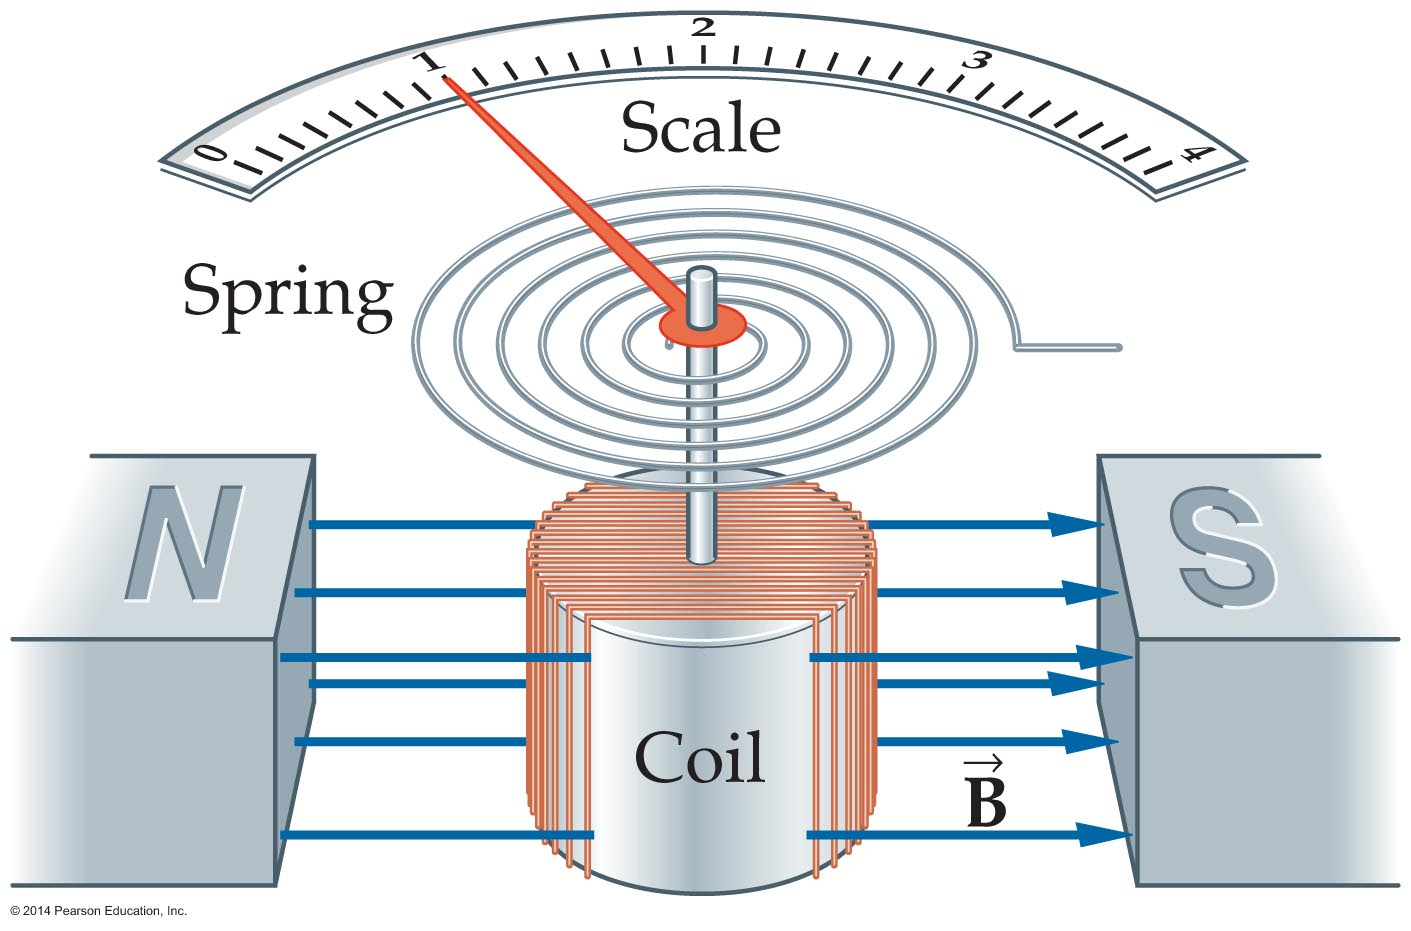 0 1 2 3 4
Scale
Spring
N S
Coil
B
© 2014 Pearson Education, Inc.